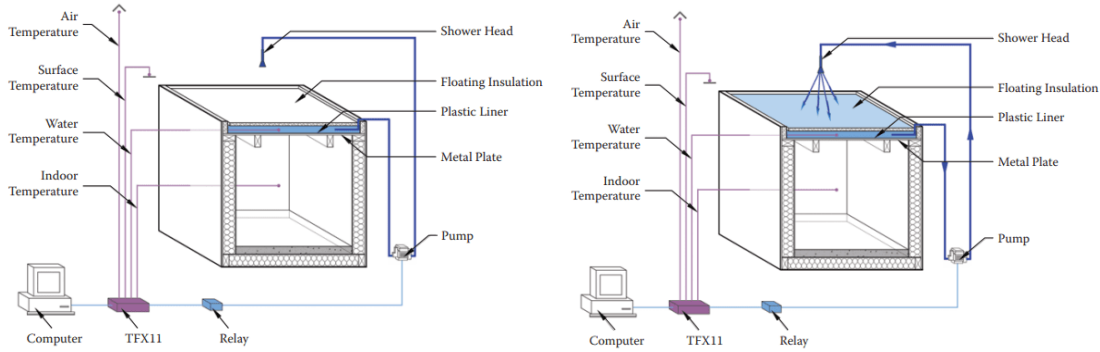 Air
Temperature
Surface
Temperature
Water
Temperature
Indoor
Temperature
Shower Head
Floating Insulation
Plastic Liner
Metal Plate
Pump
Computer
TFX11
Relay
Air
Temperature
Surface
Temperature
Water
Temperature
Indoor
Temperature
Shower Head
Floating Insulation
Plastic Liner
Metal Plate
Pump
Computer
TFX11
Relay